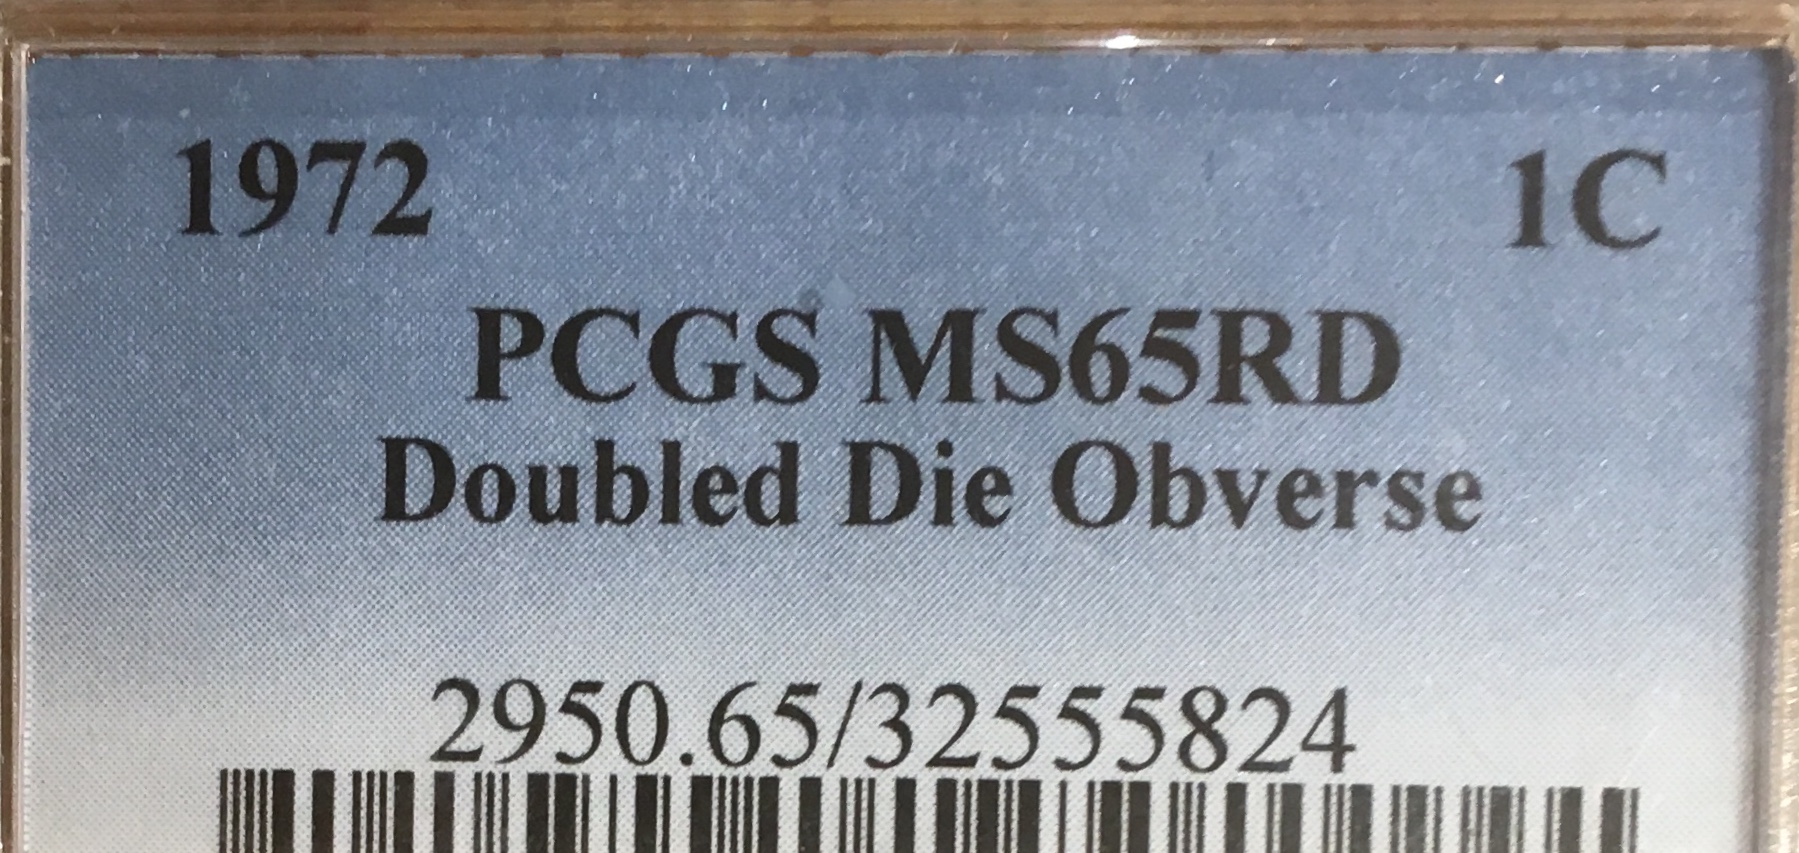 1972 1C
PCGS MS65RD
Doubled Die Obverse
2950.65/32555824